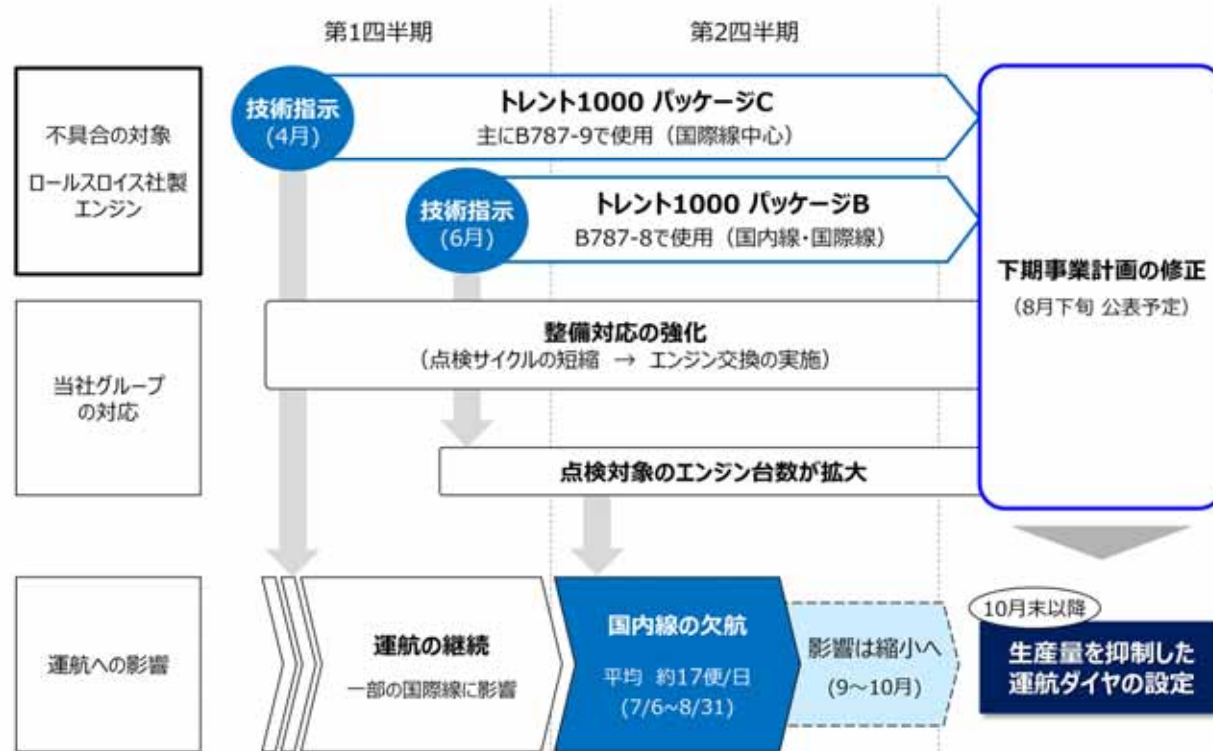 第1四半期
第2四半期
不具合の対象
ロールスロイス社製
エンジン
技術指示
(4月)
トレント1000 パッケージC
主にB787-9で使用（国際線中心）
技術指示
(6月)
トレント1000 パッケージB
B787-8で使用（国内線・国際線）
下期事業計画の修正
（8月下旬 公表予定）
当社グループ
の対応
整備対応の強化
（点検サイクルの短縮 → エンジン交換の実施）
点検対象のエンジン台数が拡大
運航への影響
運航の継続
一部の国際線に影響
国内線の欠航
平均 約17便/日
(7/6~8/31)
影響は縮小へ
(9～10月)
10月末以降
生産量を抑制した
運航ダイヤの設定